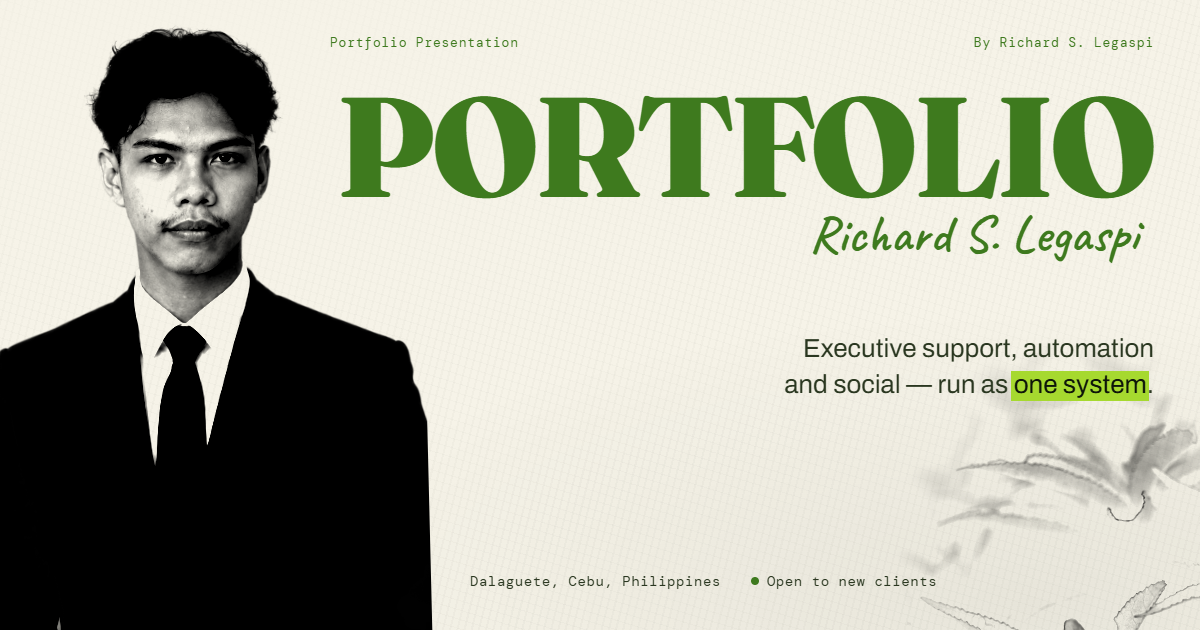 Portfolio Presentation
By Richard S. Legaspi
PORTFOLIO
Richard S. Legaspi
Executive support, automation
and social — run as one system.
Dalaguete, Cebu, Philippines
Open to new clients